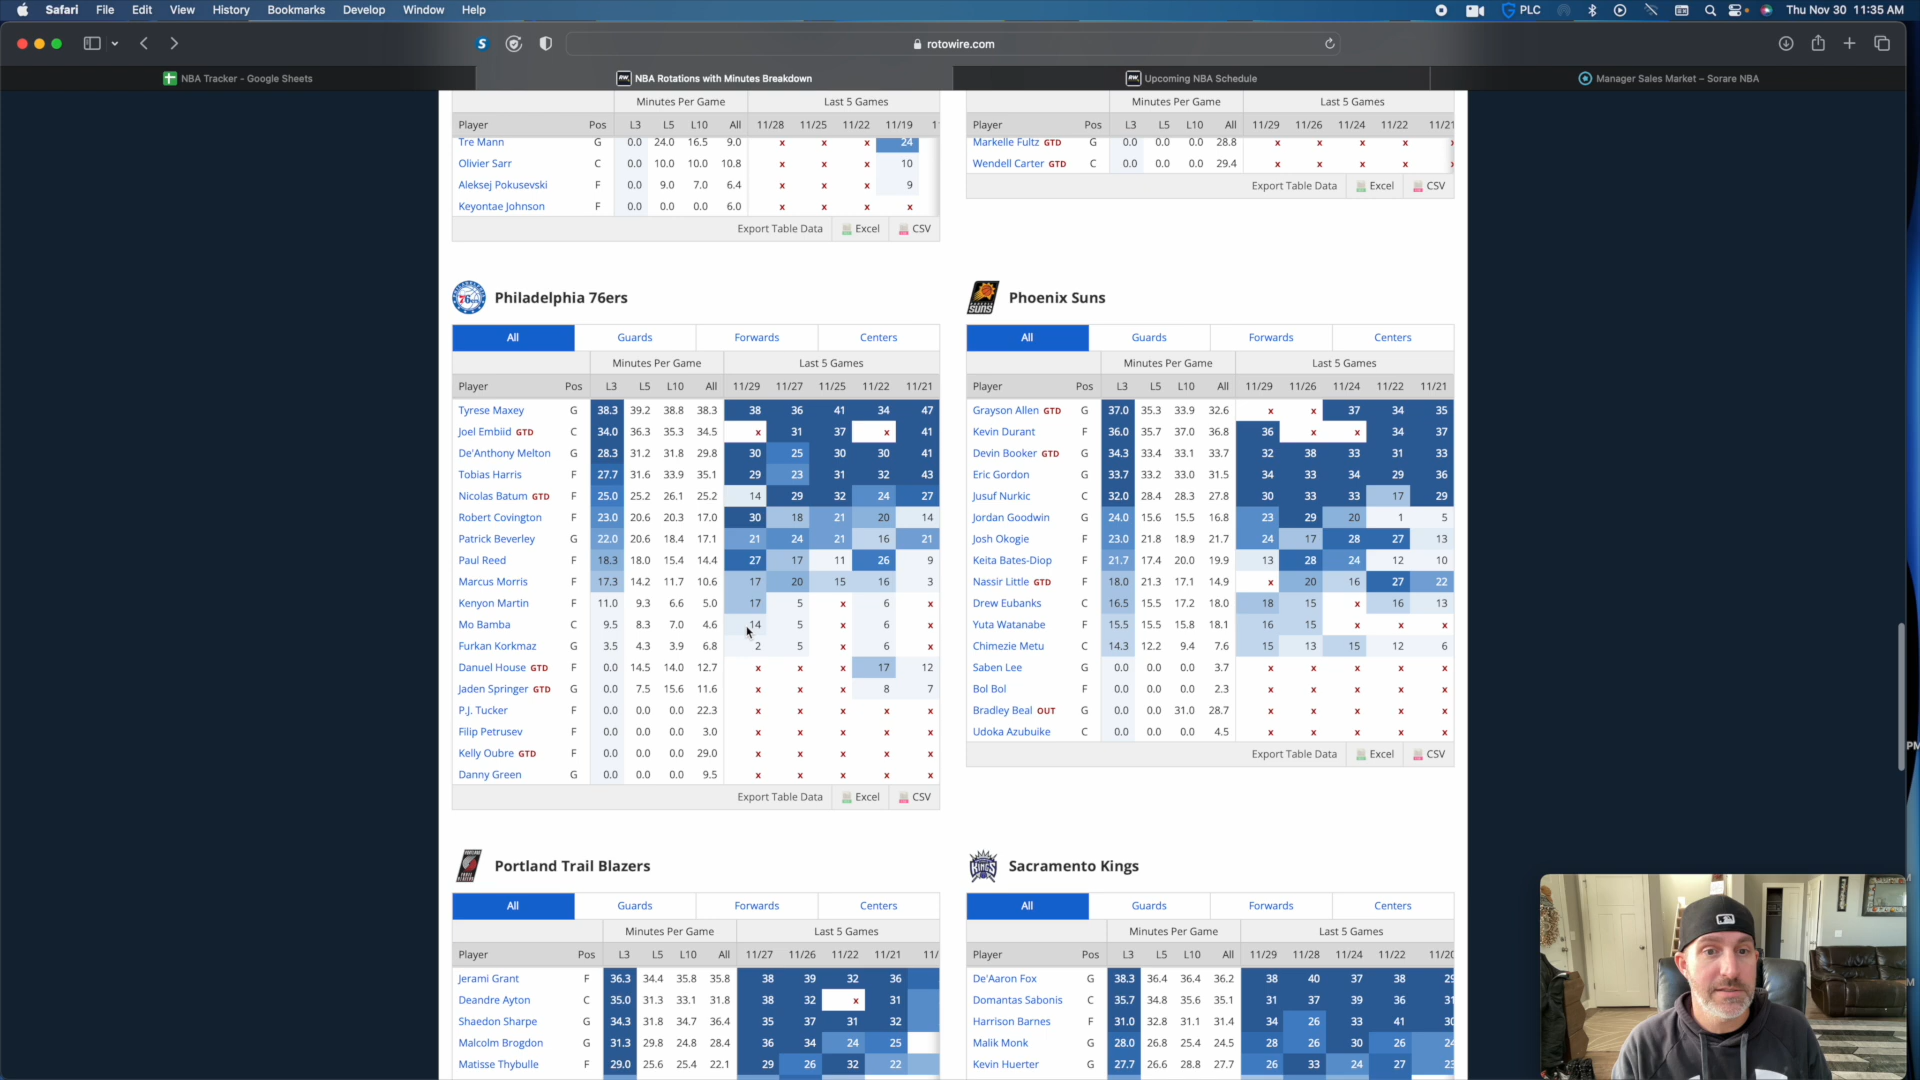 Safari File Edit View History Bookmarks Develop Window Help PLC Thu Nov 30 11:35 AM
rotowire.com
NBA Tracker - Google Sheets NBA Rotations with Minutes Breakdown Upcoming NBA Schedule Manager Sales Market – Sorare NBA
Minutes Per Game Last 5 Games
Player Pos L3 L5 L10 All 11/28 11/25 11/22 11/19 1
Tre Mann G 0.0 24.0 16.5 9.0 x x x 24
Olivier Sarr C 0.0 10.0 10.0 10.8 x x x 10
Aleksej Pokusevski F 0.0 9.0 7.0 6.4 x x x 9
Keyontae Johnson F 0.0 0.0 0.0 6.0 x x x x
Export Table Data Excel CSV
Minutes Per Game Last 5 Games
Player Pos L3 L5 L10 All 11/29 11/26 11/24 11/22 11/21
Markelle Fultz GTD G 0.0 0.0 0.0 28.8 x x x x
Wendell Carter GTD C 0.0 0.0 0.0 29.4 x x x x
Export Table Data Excel CSV
Philadelphia 76ers
All Guards Forwards Centers
Minutes Per Game Last 5 Games
Player Pos L3 L5 L10 All 11/29 11/27 11/25 11/22 11/21
Tyrese Maxey G 38.3 39.2 38.8 38.3 38 36 41 34 47
Joel Embiid GTD C 34.0 36.3 35.3 34.5 x 31 37 x 41
De'Anthony Melton G 28.3 31.2 31.8 29.8 30 25 30 30 41
Tobias Harris F 27.7 31.6 33.9 35.1 29 23 31 32 43
Nicolas Batum GTD F 25.0 25.2 26.1 25.2 14 29 32 24 27
Robert Covington F 23.0 20.6 20.3 17.0 30 18 21 20 14
Patrick Beverley G 22.0 20.6 18.4 17.1 21 24 21 16 21
Paul Reed F 18.3 18.0 15.4 14.4 27 17 11 26 9
Marcus Morris F 17.3 14.2 11.7 10.6 17 20 15 16 3
Kenyon Martin F 11.0 9.3 6.6 5.0 17 5 x 6 x
Mo Bamba C 9.5 8.3 7.0 4.6 14 5 x 6 x
Furkan Korkmaz G 3.5 4.3 3.9 6.8 2 5 x 6 x
Danuel House GTD F 0.0 14.5 14.0 12.7 x x x 17 12
Jaden Springer GTD G 0.0 7.5 15.6 11.6 x x x 8 7
P.J. Tucker F 0.0 0.0 0.0 22.3 x x x x x
Filip Petrusev F 0.0 0.0 0.0 3.0 x x x x x
Kelly Oubre GTD F 0.0 0.0 0.0 29.0 x x x x x
Danny Green G 0.0 0.0 0.0 9.5 x x x x x
Export Table Data Excel CSV
Phoenix Suns
All Guards Forwards Centers
Minutes Per Game Last 5 Games
Player Pos L3 L5 L10 All 11/29 11/26 11/24 11/22 11/21
Grayson Allen GTD G 37.0 35.3 33.9 32.6 x x 37 34 35
Kevin Durant F 36.0 35.7 37.0 36.8 36 x x 34 37
Devin Booker GTD G 34.3 33.4 33.1 33.7 32 38 33 31 33
Eric Gordon G 33.7 33.2 33.0 31.5 34 33 34 29 36
Jusuf Nurkic C 32.0 28.4 28.3 27.8 30 33 33 17 29
Jordan Goodwin G 24.0 15.6 15.5 16.8 23 29 20 1 5
Josh Okogie F 23.0 21.8 18.9 21.7 24 17 28 27 13
Keita Bates-Diop F 21.7 17.4 20.0 19.9 13 28 24 12 10
Nassir Little GTD F 18.0 21.3 17.1 14.9 x 20 16 27 22
Drew Eubanks C 16.5 15.5 17.2 18.0 18 15 x 16 13
Yuta Watanabe F 15.5 15.5 15.8 18.1 16 15 x x x
Chimezie Metu C 14.3 12.2 9.4 7.6 15 13 15 12 6
Saben Lee G 0.0 0.0 0.0 3.7 x x x x x
Bol Bol F 0.0 0.0 0.0 2.3 x x x x x
Bradley Beal OUT G 0.0 0.0 31.0 28.7 x x x x x
Udoka Azubuike C 0.0 0.0 0.0 4.5 x x x x x
Export Table Data Excel CSV
Portland Trail Blazers
All Guards Forwards Centers
Minutes Per Game Last 5 Games
Player Pos L3 L5 L10 All 11/27 11/26 11/22 11/21 11/
Jerami Grant F 36.3 34.4 35.8 35.8 38 39 32 36
Deandre Ayton C 35.0 31.3 33.1 31.8 38 32 x 31
Shaedon Sharpe G 34.3 31.8 34.7 36.4 35 37 31 32
Malcolm Brogdon G 31.3 29.8 24.8 28.4 36 34 24 25
Matisse Thybulle F 29.0 25.6 25.4 22.1 29 26 32 22
Sacramento Kings
All Guards Forwards Centers
Minutes Per Game Last 5 Games
Player Pos L3 L5 L10 All 11/29 11/28 11/24 11/22 11/20
De'Aaron Fox G 38.3 36.4 36.4 36.2 38 40 37 38 29
Domantas Sabonis C 35.7 34.8 35.6 35.1 31 37 39 36 31
Harrison Barnes F 31.0 32.8 31.1 31.4 34 26 33 41 30
Malik Monk G 28.0 26.8 25.4 24.5 28 26 30 26 24
Kevin Huerter G 27.7 26.6 28.8 27.7 26 33 24 27 23